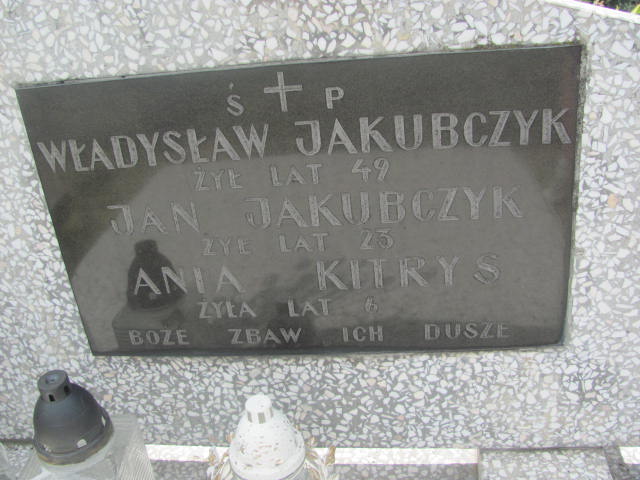 Ś P
WŁADYSŁAW JAKUBCZYK
ŻYŁ LAT 49
JAN JAKUBCZYK
ŻYŁ LAT 23
ANIA KITRYS
ŻYŁA LAT 6
BOŻE ZBAW ICH DUSZE